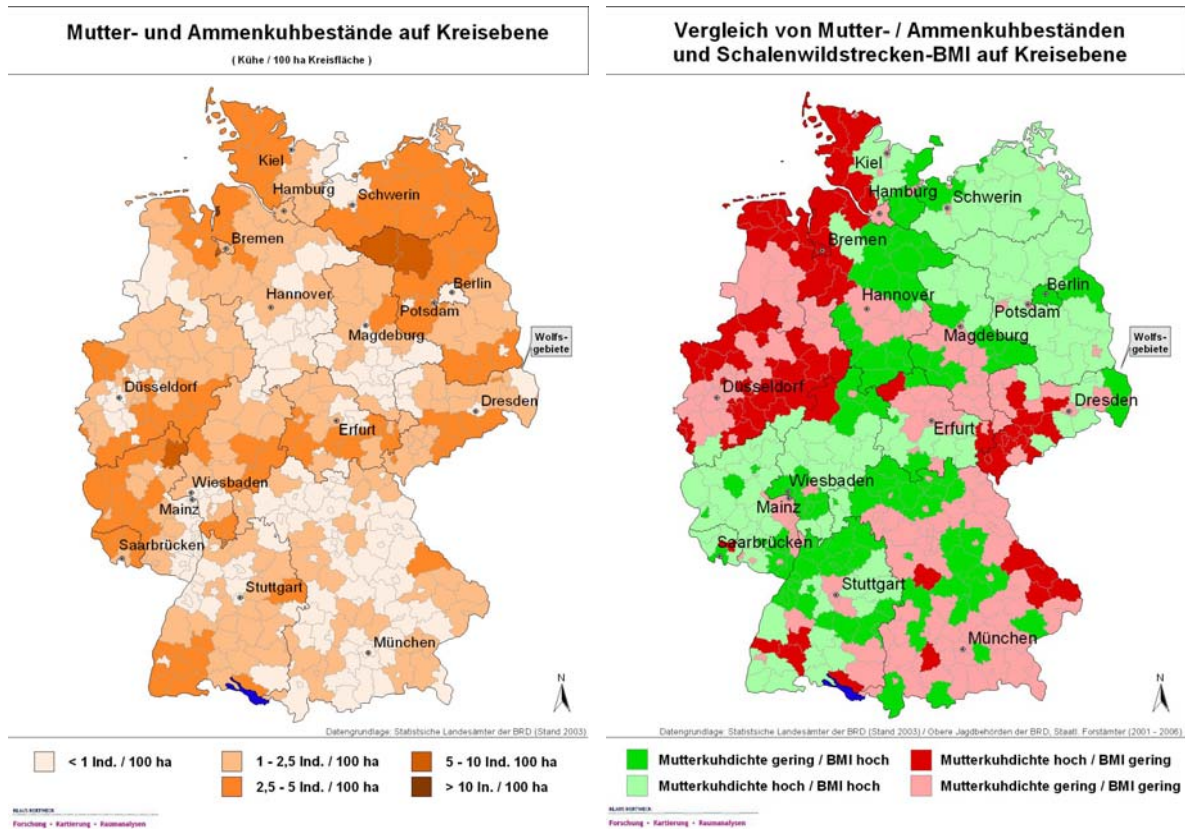 Mutter- und Ammenkuhbestände auf Kreisebene
( Kühe / 100 ha Kreisfläche )
Kiel
Hamburg
Schwerin
Bremen
Berlin
Hannover
Potsdam
Magdeburg
Wolfs-
gebiete
Düsseldorf
Dresden
Erfurt
Wiesbaden
Mainz
Saarbrücken
Stuttgart
München
N
Datengrundlage: Statistsiche Landesämter der BRD (Stand 2003)
< 1 Ind. / 100 ha
1 - 2,5 Ind. / 100 ha
5 - 10 Ind. 100 ha
2,5 - 5 Ind. / 100 ha
> 10 In. / 100 ha
Forschung - Kartierung - Raumanalysen
Vergleich von Mutter- / Ammenkuhbeständen
und Schalenwildstrecken-BMI auf Kreisebene
Kiel
Hamburg
Schwerin
Bremen
Berlin
Hannover
Potsdam
Magdeburg
Wolfs-
gebiete
Düsseldorf
Dresden
Erfurt
Wiesbaden
Mainz
Saarbrücken
Stuttgart
München
N
Datengrundlage: Statistsiche Landesämter der BRD (Stand 2003) / Obere Jagdbehörden der BRD, Staatl. Forstämter (2001 - 2006)
Mutterkuhdichte gering / BMI hoch
Mutterkuhdichte hoch / BMI gering
Mutterkuhdichte hoch / BMI hoch
Mutterkuhdichte gering / BMI gering
Forschung - Kartierung - Raumanalysen